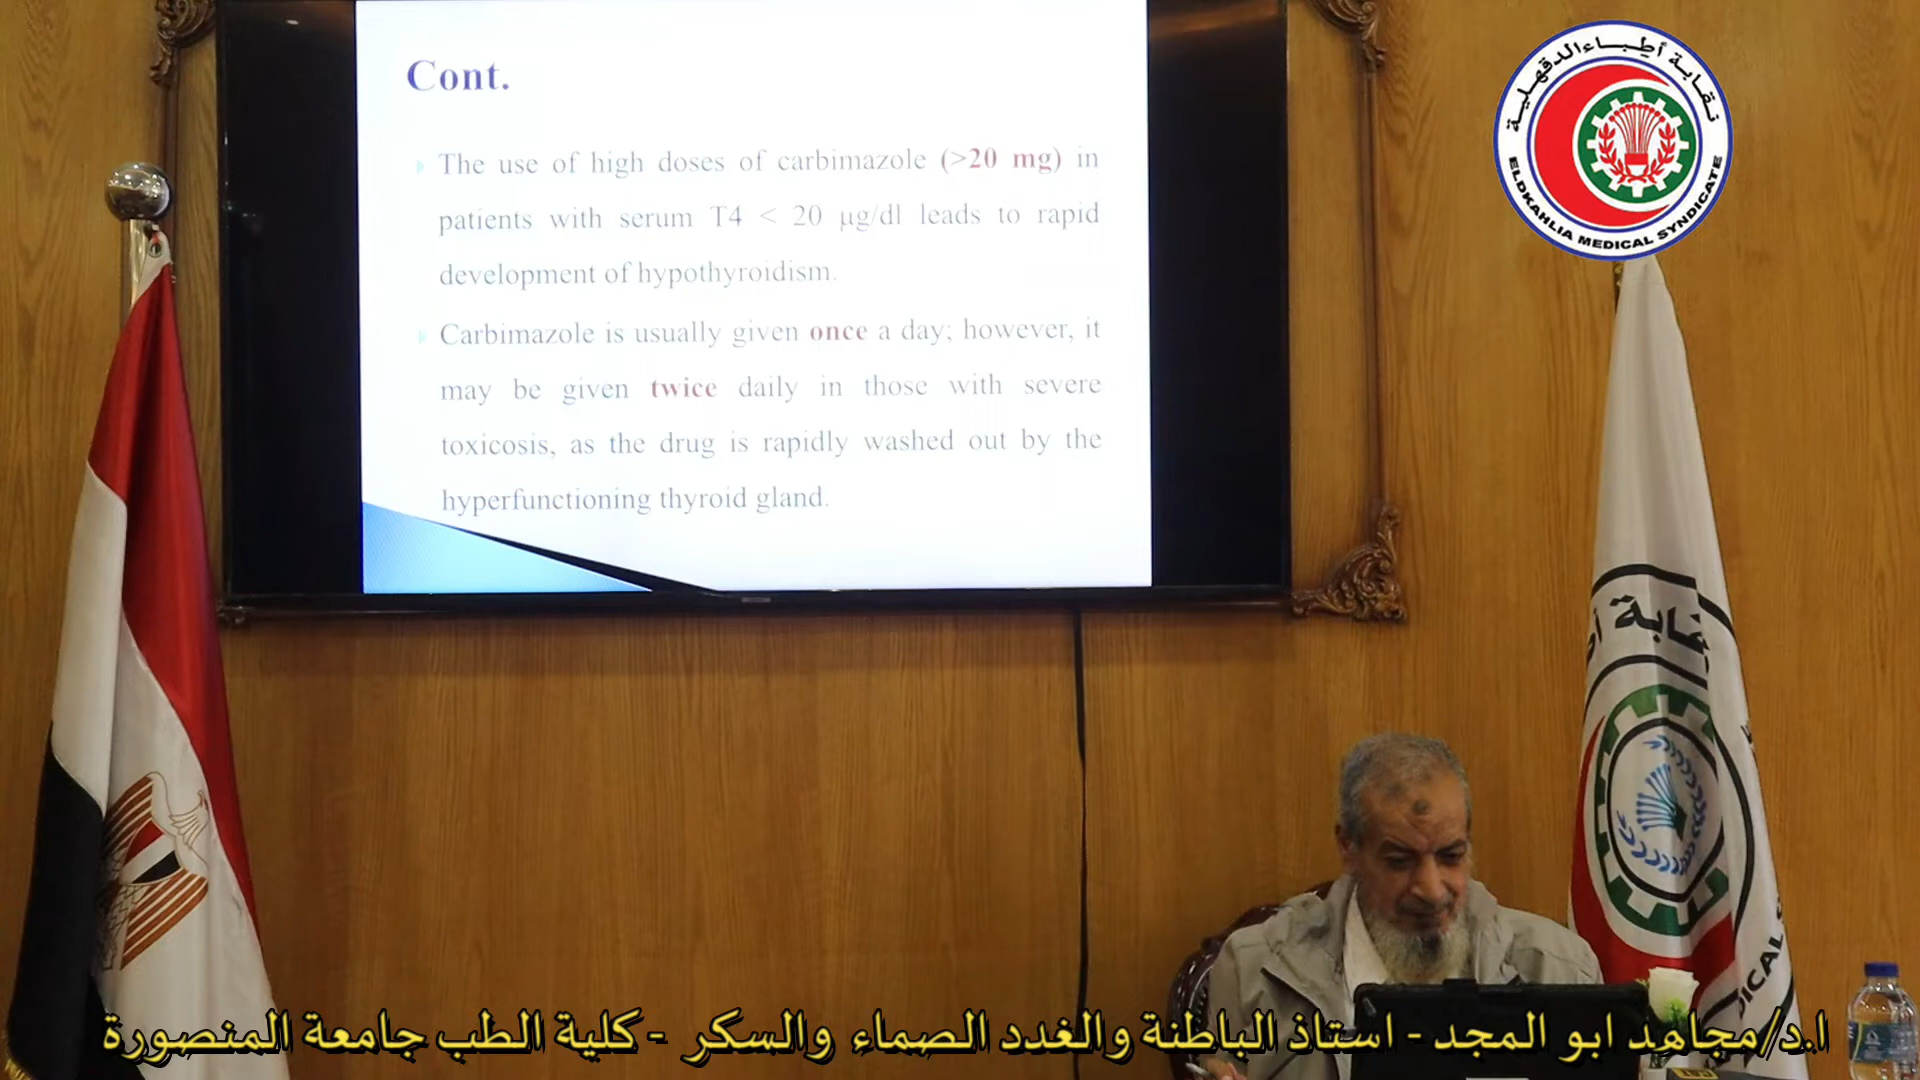 Cont.
The use of high doses of carbimazole (>20 mg) in
patients with serum T4 < 20 µg/dl leads to rapid
development of hypothyroidism.
Carbimazole is usually given once a day; however, it
may be given twice daily in those with severe
toxicosis, as the drug is rapidly washed out by the
hyperfunctioning thyroid gland.
نقابة أطباء الدقهلية
ELDKAHLIA MEDICAL SYNDICATE
ا.د/مجاهد ابو المجد - استاذ الباطنة والغدد الصماء والسكر - كلية الطب جامعة المنصورة